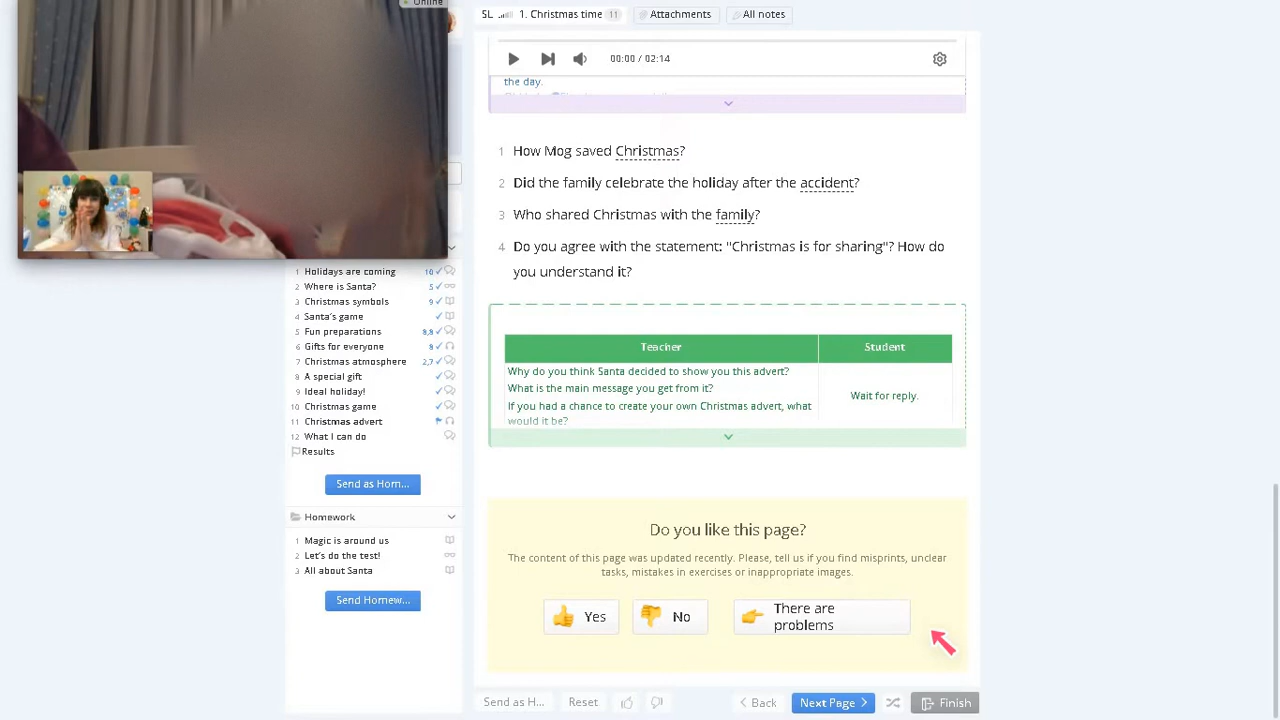 Online
SL 1. Christmas time 11 Attachments All notes
00:00 / 02:14
the day.
1 How Mog saved Christmas?
2 Did the family celebrate the holiday after the accident?
3 Who shared Christmas with the family?
4 Do you agree with the statement: "Christmas is for sharing"? How do
you understand it?
Teacher Student
Why do you think Santa decided to show you this advert?
What is the main message you get from it?
If you had a chance to create your own Christmas advert, what
would it be?
Wait for reply.
Do you like this page?
The content of this page was updated recently. Please, tell us if you find misprints, unclear
tasks, mistakes in exercises or inappropriate images.
Yes No There are
problems
1 Holidays are coming 10
2 Where is Santa? 5
3 Christmas symbols 9
4 Santa's game
5 Fun preparations 8,8
6 Gifts for everyone 8
7 Christmas atmosphere 2,7
8 A special gift
9 Ideal holiday!
10 Christmas game
11 Christmas advert
12 What I can do
Results
Send as Hom...
Homework
1 Magic is around us
2 Let's do the test!
3 All about Santa
Send Homew...
Send as H... Reset Back Next Page Finish